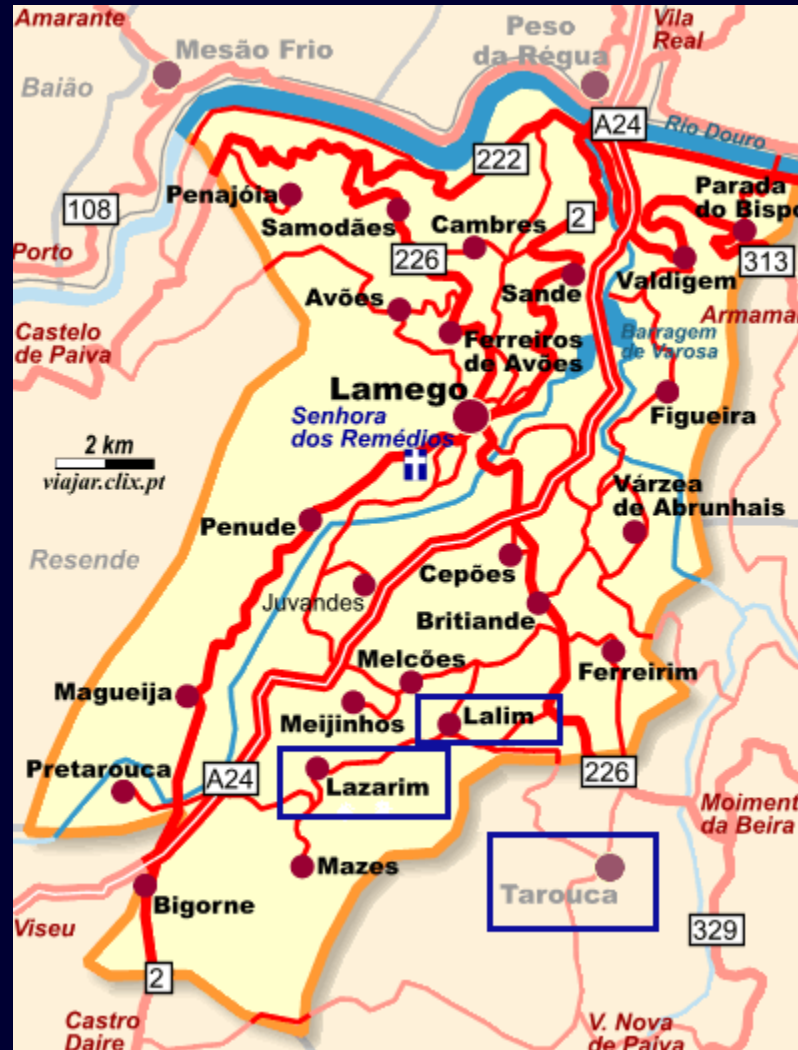 Amarante
Mesão Frio
Peso
da Régua
Vila
Real
Baião
A24
Rio Douro
222
108
Penajóia
Samodães
Cambres
2
Parada
do Bispo
Porto
226
313
Valdigem
Avões
Sande
Armamar
Castelo
de Paiva
Ferreiros
de Avões
Barragem
de Varosa
Lamego
Senhora
dos Remédios
Figueira
2 km
viajar.clix.pt
Várzea
de Abrunhais
Penude
Resende
Cepões
Juvandes
Britiande
Melcões
Ferreirim
Magueija
Meijinhos
Lalim
Pretarouca
A24
Lazarim
226
Moiment
da Beira
Mazes
Tarouca
Bigorne
Viseu
329
2
Castro
Daire
V. Nova
de Paiva